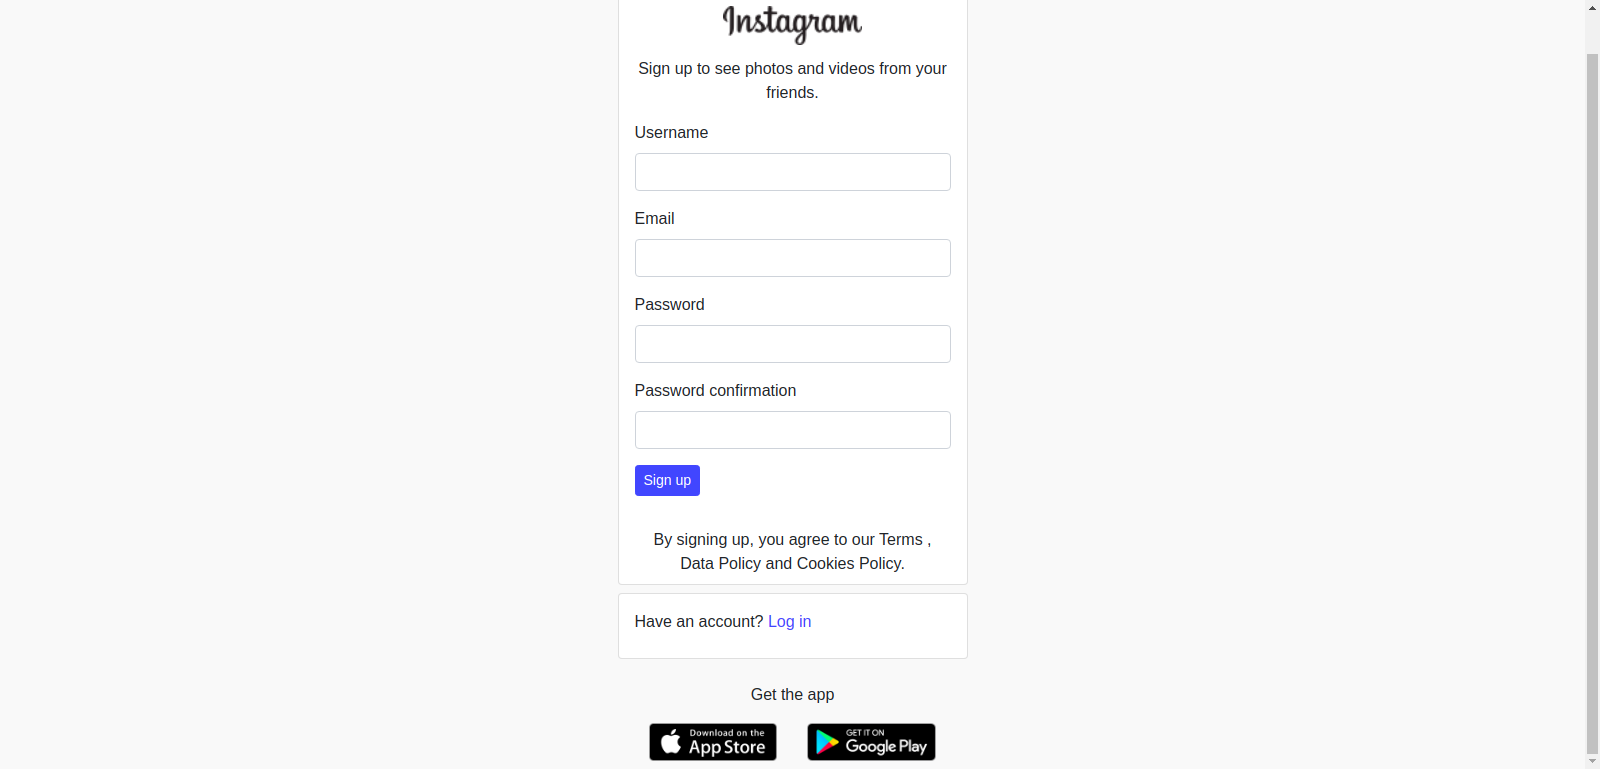 Instagram
Sign up to see photos and videos from your
friends.
Username
Email
Password
Password confirmation
Sign up
By signing up, you agree to our Terms ,
Data Policy and Cookies Policy.
Have an account? Log in
Get the app
Download on the
App Store
GET IT ON
Google Play